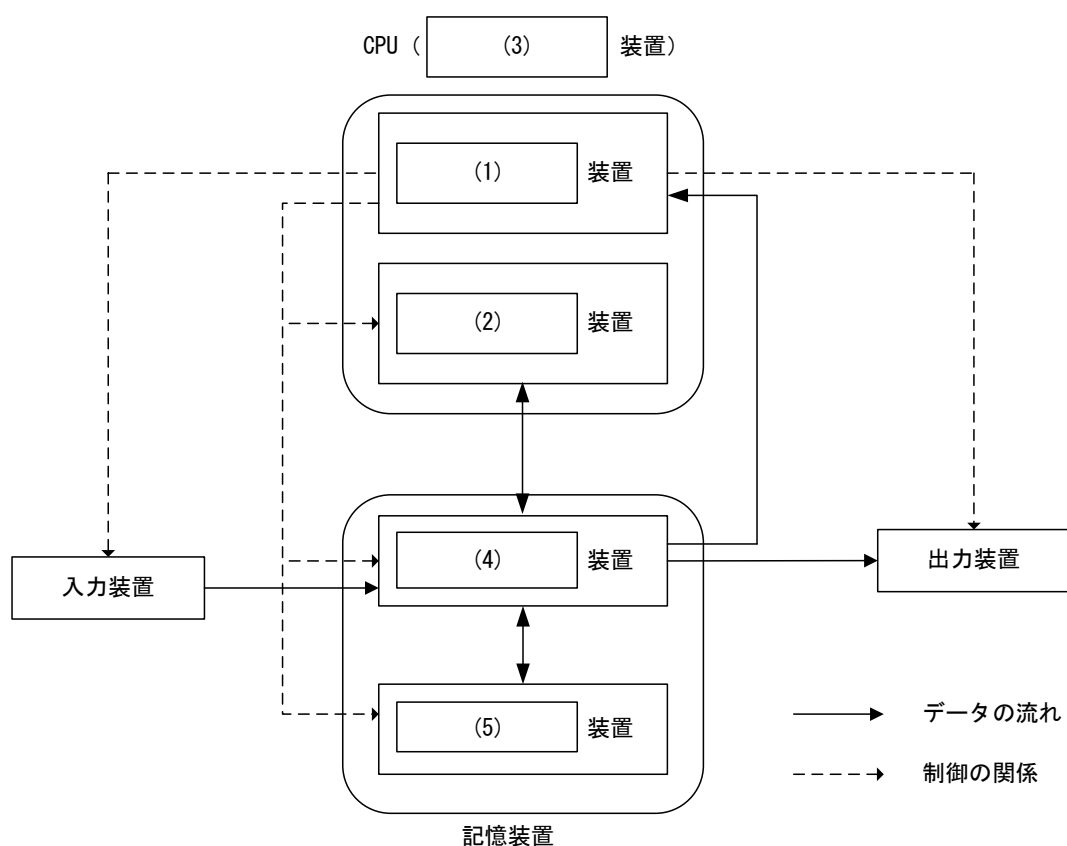 CPU ( (3) 装置)
(1) 装置
(2) 装置
(4) 装置
入力装置
出力装置
(5) 装置
データの流れ
制御の関係
記憶装置